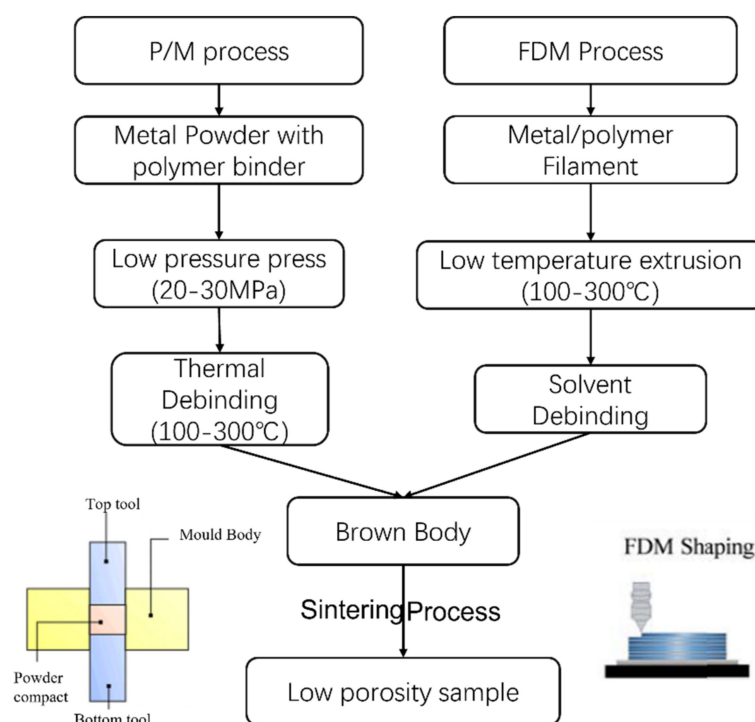 P/M process
FDM Process
Metal Powder with
polymer binder
Metal/polymer
Filament
Low pressure press
(20-30MPa)
Low temperature extrusion
(100-300℃)
Thermal
Debinding
(100-300℃)
Solvent
Debinding
Top tool
Mould Body
Brown Body
FDM Shaping
Sintering Process
Powder
compact
Low porosity sample
Bottom tool